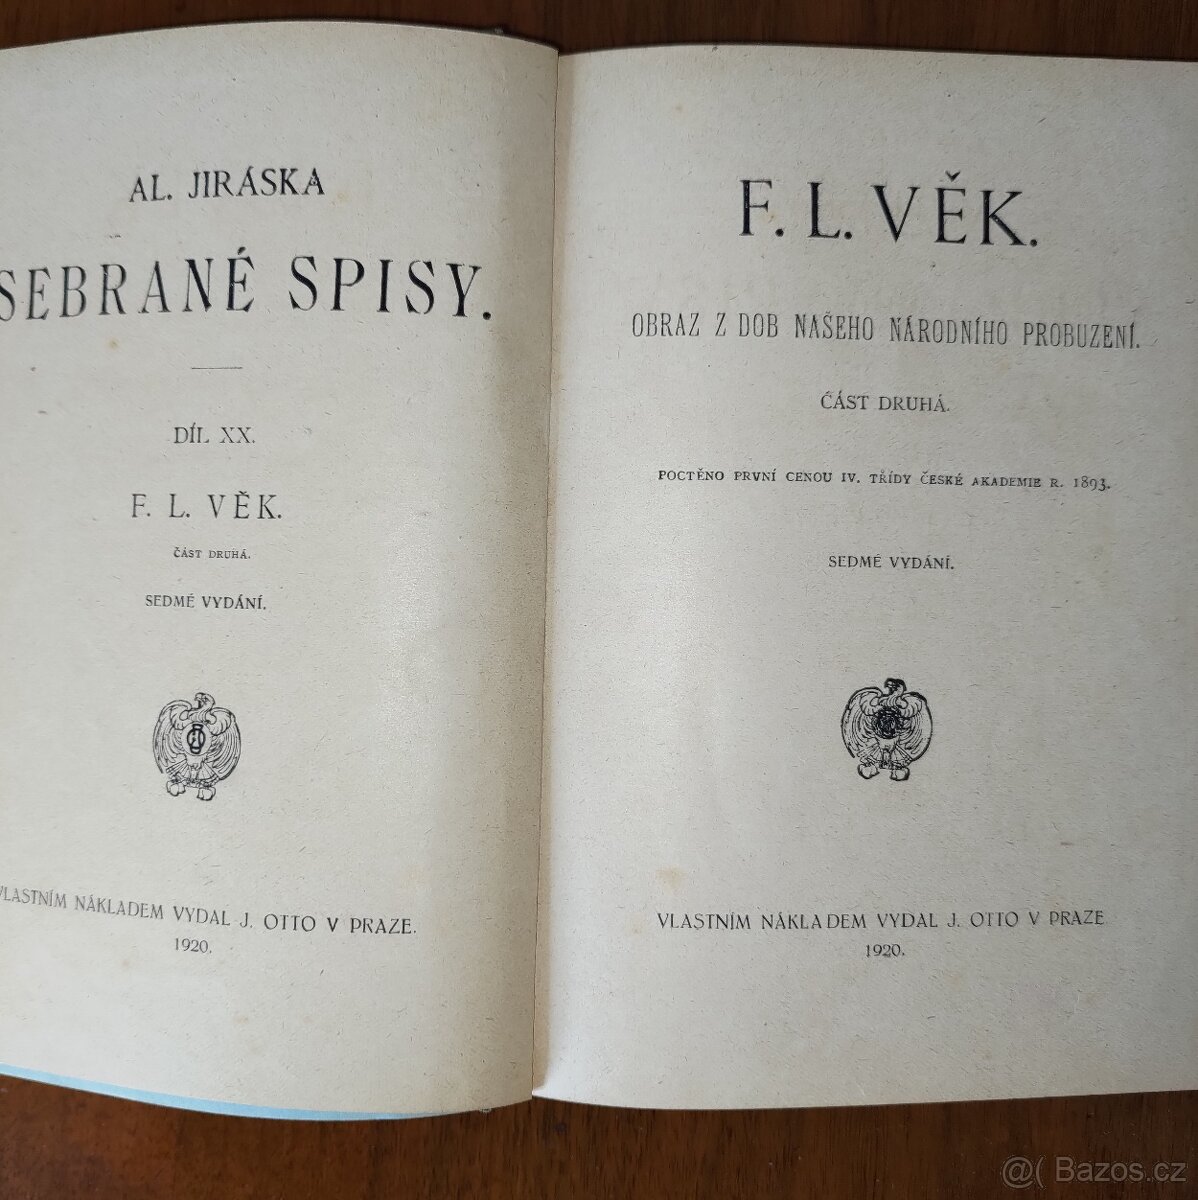 AL. JIRÁSKA
SEBRANÉ SPISY.
DÍL XX.
F. L. VĚK.
ČÁST DRUHÁ.
SEDMÉ VYDÁNÍ.
VLASTNÍM NÁKLADEM VYDAL J. OTTO V PRAZE.
1920.
F. L. VĚK.
OBRAZ Z DOB NAŠEHO NÁRODNÍHO PROBUZENÍ.
ČÁST DRUHÁ.
POCTĚNO PRVNÍ CENOU IV. TŘÍDY ČESKÉ AKADEMIE R. 1893.
SEDMÉ VYDÁNÍ.
VLASTNÍM NÁKLADEM VYDAL J. OTTO V PRAZE
1920.
@( Bazos.cz